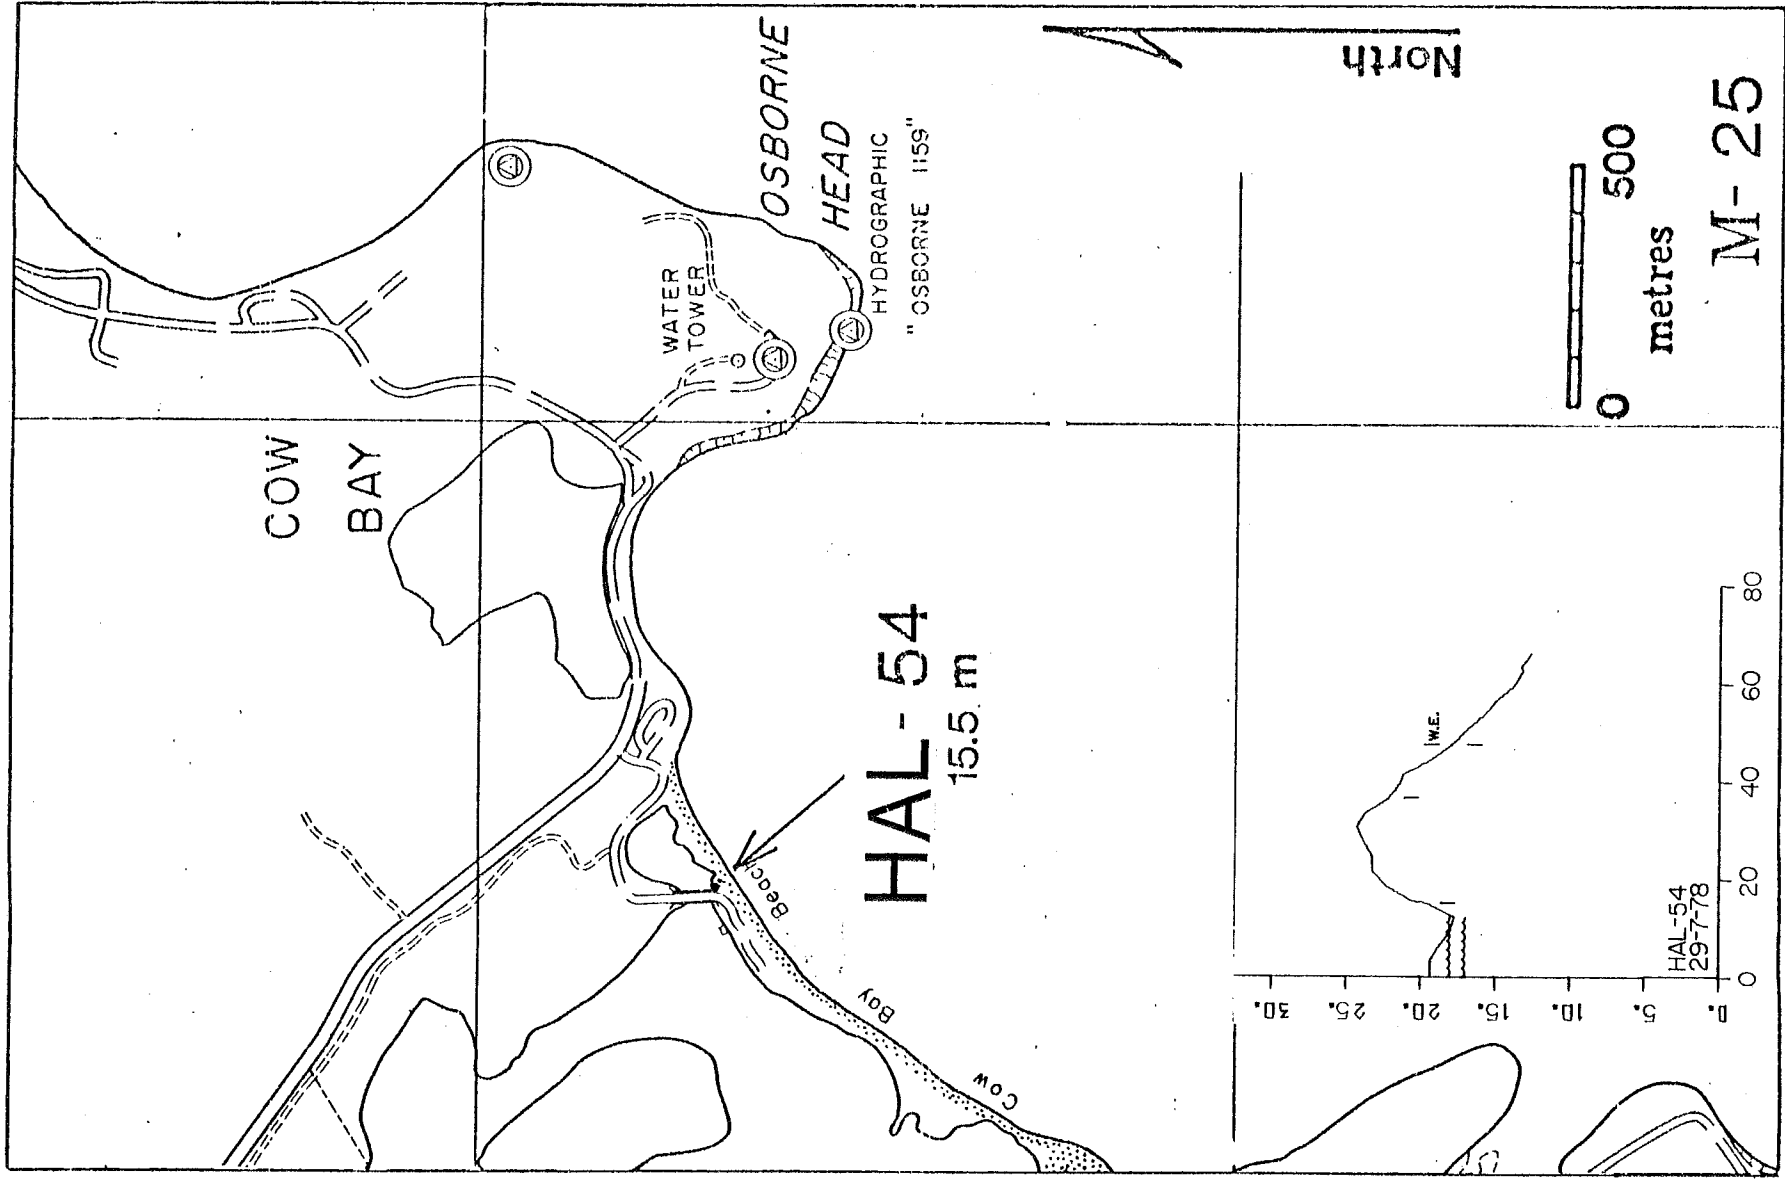 COW
BAY
OSBORNE
HEAD
HYDROGRAPHIC
"OSBORNE 1159"
WATER
TOWER
North
HAL-54
15.5 m
Cow
Bay
Beach
0 500
metres
M-25
W.E.
HAL-54
29-7-78
30. 25. 20. 15. 10. 5. 0.
0 20 40 60 80